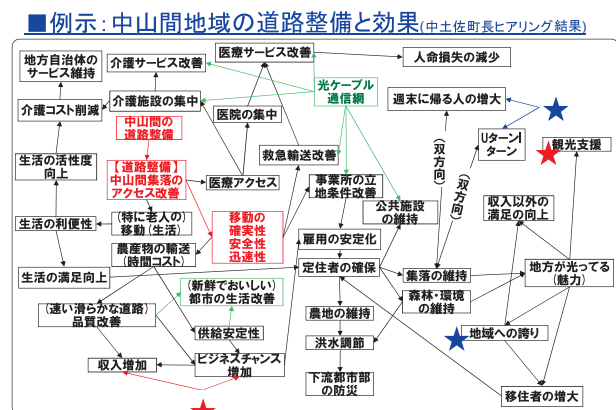 ■例示：中山間地域の道路整備と効果(中土佐町長ヒアリング結果)
医療サービス改善
人命損失の減少
地方自治体の
サービス維持
介護サービス改善
光ケーブル
通信網
週末に帰る人の増大
介護コスト削減
介護施設の集中
医院の集中
中山間の
道路整備
UターンI
ターン
観光支援
救急輸送改善
(双方向)
生活の活性度
向上
【道路整備】
中山間集落の
アクセス改善
医療アクセス
事業所の立地
条件改善
(双方向)
公共施設
の維持
収入以外の
満足の向上
生活の利便性
(特に老人の)
移動(生活)
移動の
確実性
安全性
迅速性
雇用の安定化
農産物の輸送
(時間コスト)
生活の満足向上
定住者の確保
集落の維持
地方が光ってる
(魅力)
(新鮮でおいしい)
都市の生活改善
森林・環境
の維持
(速い滑らかな道路)
品質改善
農地の維持
供給安定性
洪水調節
地域への誇り
収入増加
ビジネスチャンス
増加
下流都市部
の防災
移住者の増大